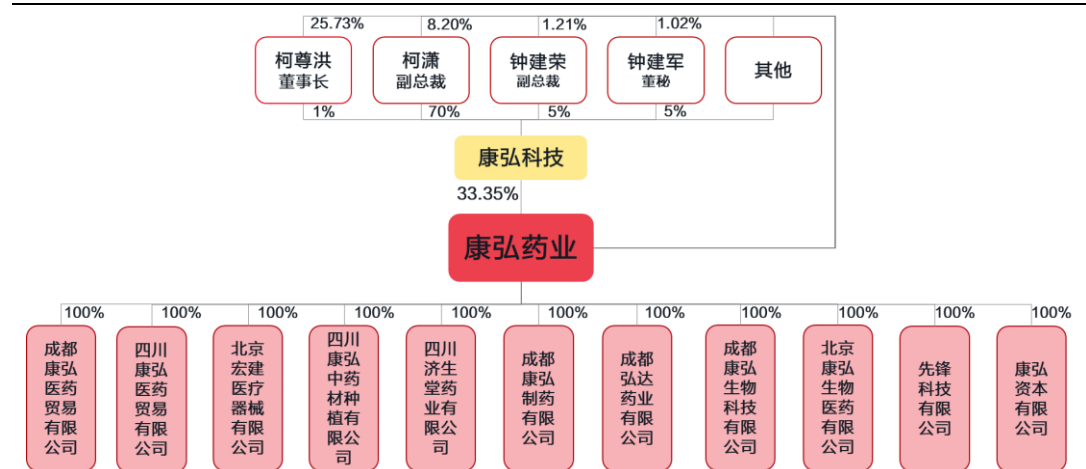 25.73%
8.20%
1.21%
1.02%
柯尊洪
董事长
柯潇
副总裁
钟建荣
副总裁
钟建军
董秘
其他
1%
70%
5%
5%
康弘科技
33.35%
康弘药业
100%
100%
100%
100%
100%
100%
100%
100%
100%
100%
100%
成都
康弘
医药
贸易
有限
公司
四川
康弘
医药
贸易
有限
公司
北京
宏建
医疗
器械
有限
公司
四川
康弘
中药
材种
植有
限公
司
四川
济生
堂药
业有
限公
司
成都
康弘
制药
有限
公司
成都
弘达
药业
有限
公司
成都
康弘
生物
科技
有限
公司
北京
康弘
生物
医药
有限
公司
先锋
科技
有限
公司
康弘
资本
有限
公司